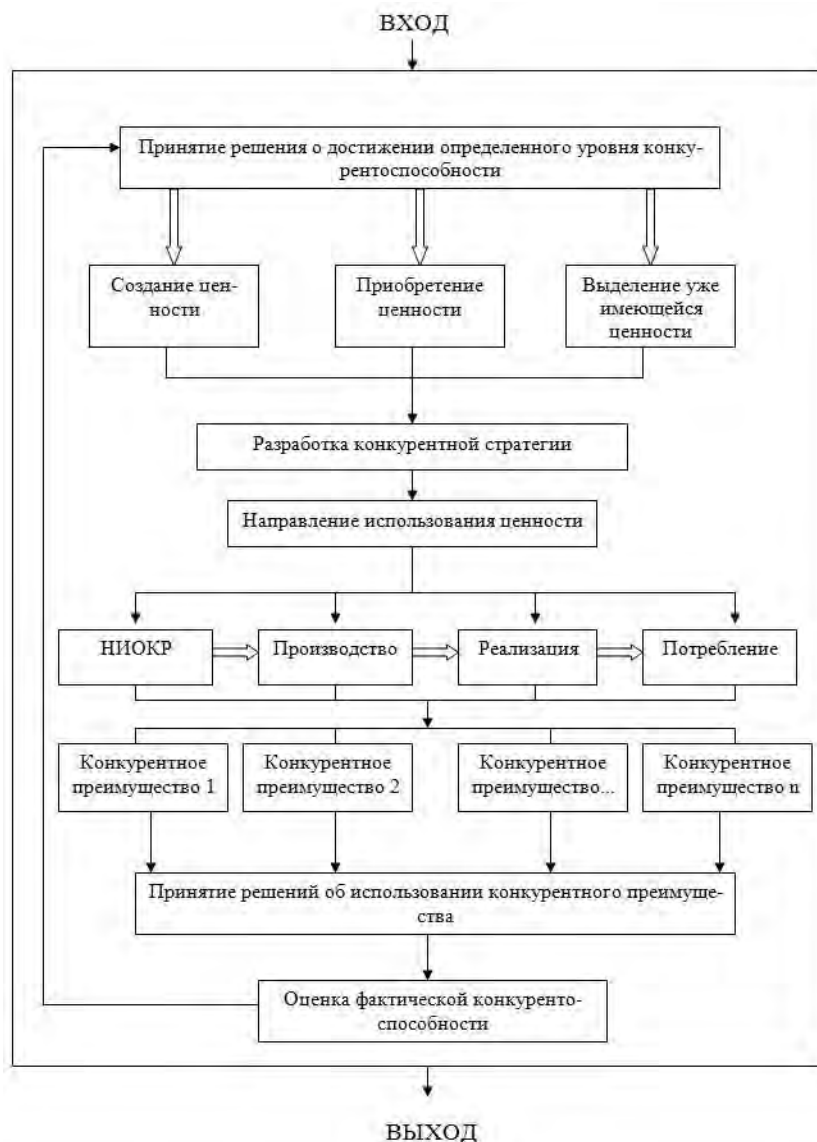 ВХОД
Принятие решения о достижении определенного уровня конку-
рентоспособности
Создание цен-
ности
Приобретение
ценности
Выделение уже
имеющейся
ценности
Разработка конкурентной стратегии
Направление использования ценности
НИОКР
Производство
Реализация
Потребление
Конкурентное
преимущество 1
Конкурентное
преимущество 2
Конкурентное
преимущество...
Конкурентное
преимущество n
Принятие решений об использовании конкурентного преимуще-
ства
Оценка фактической конкуренто-
способности
ВЫХОД